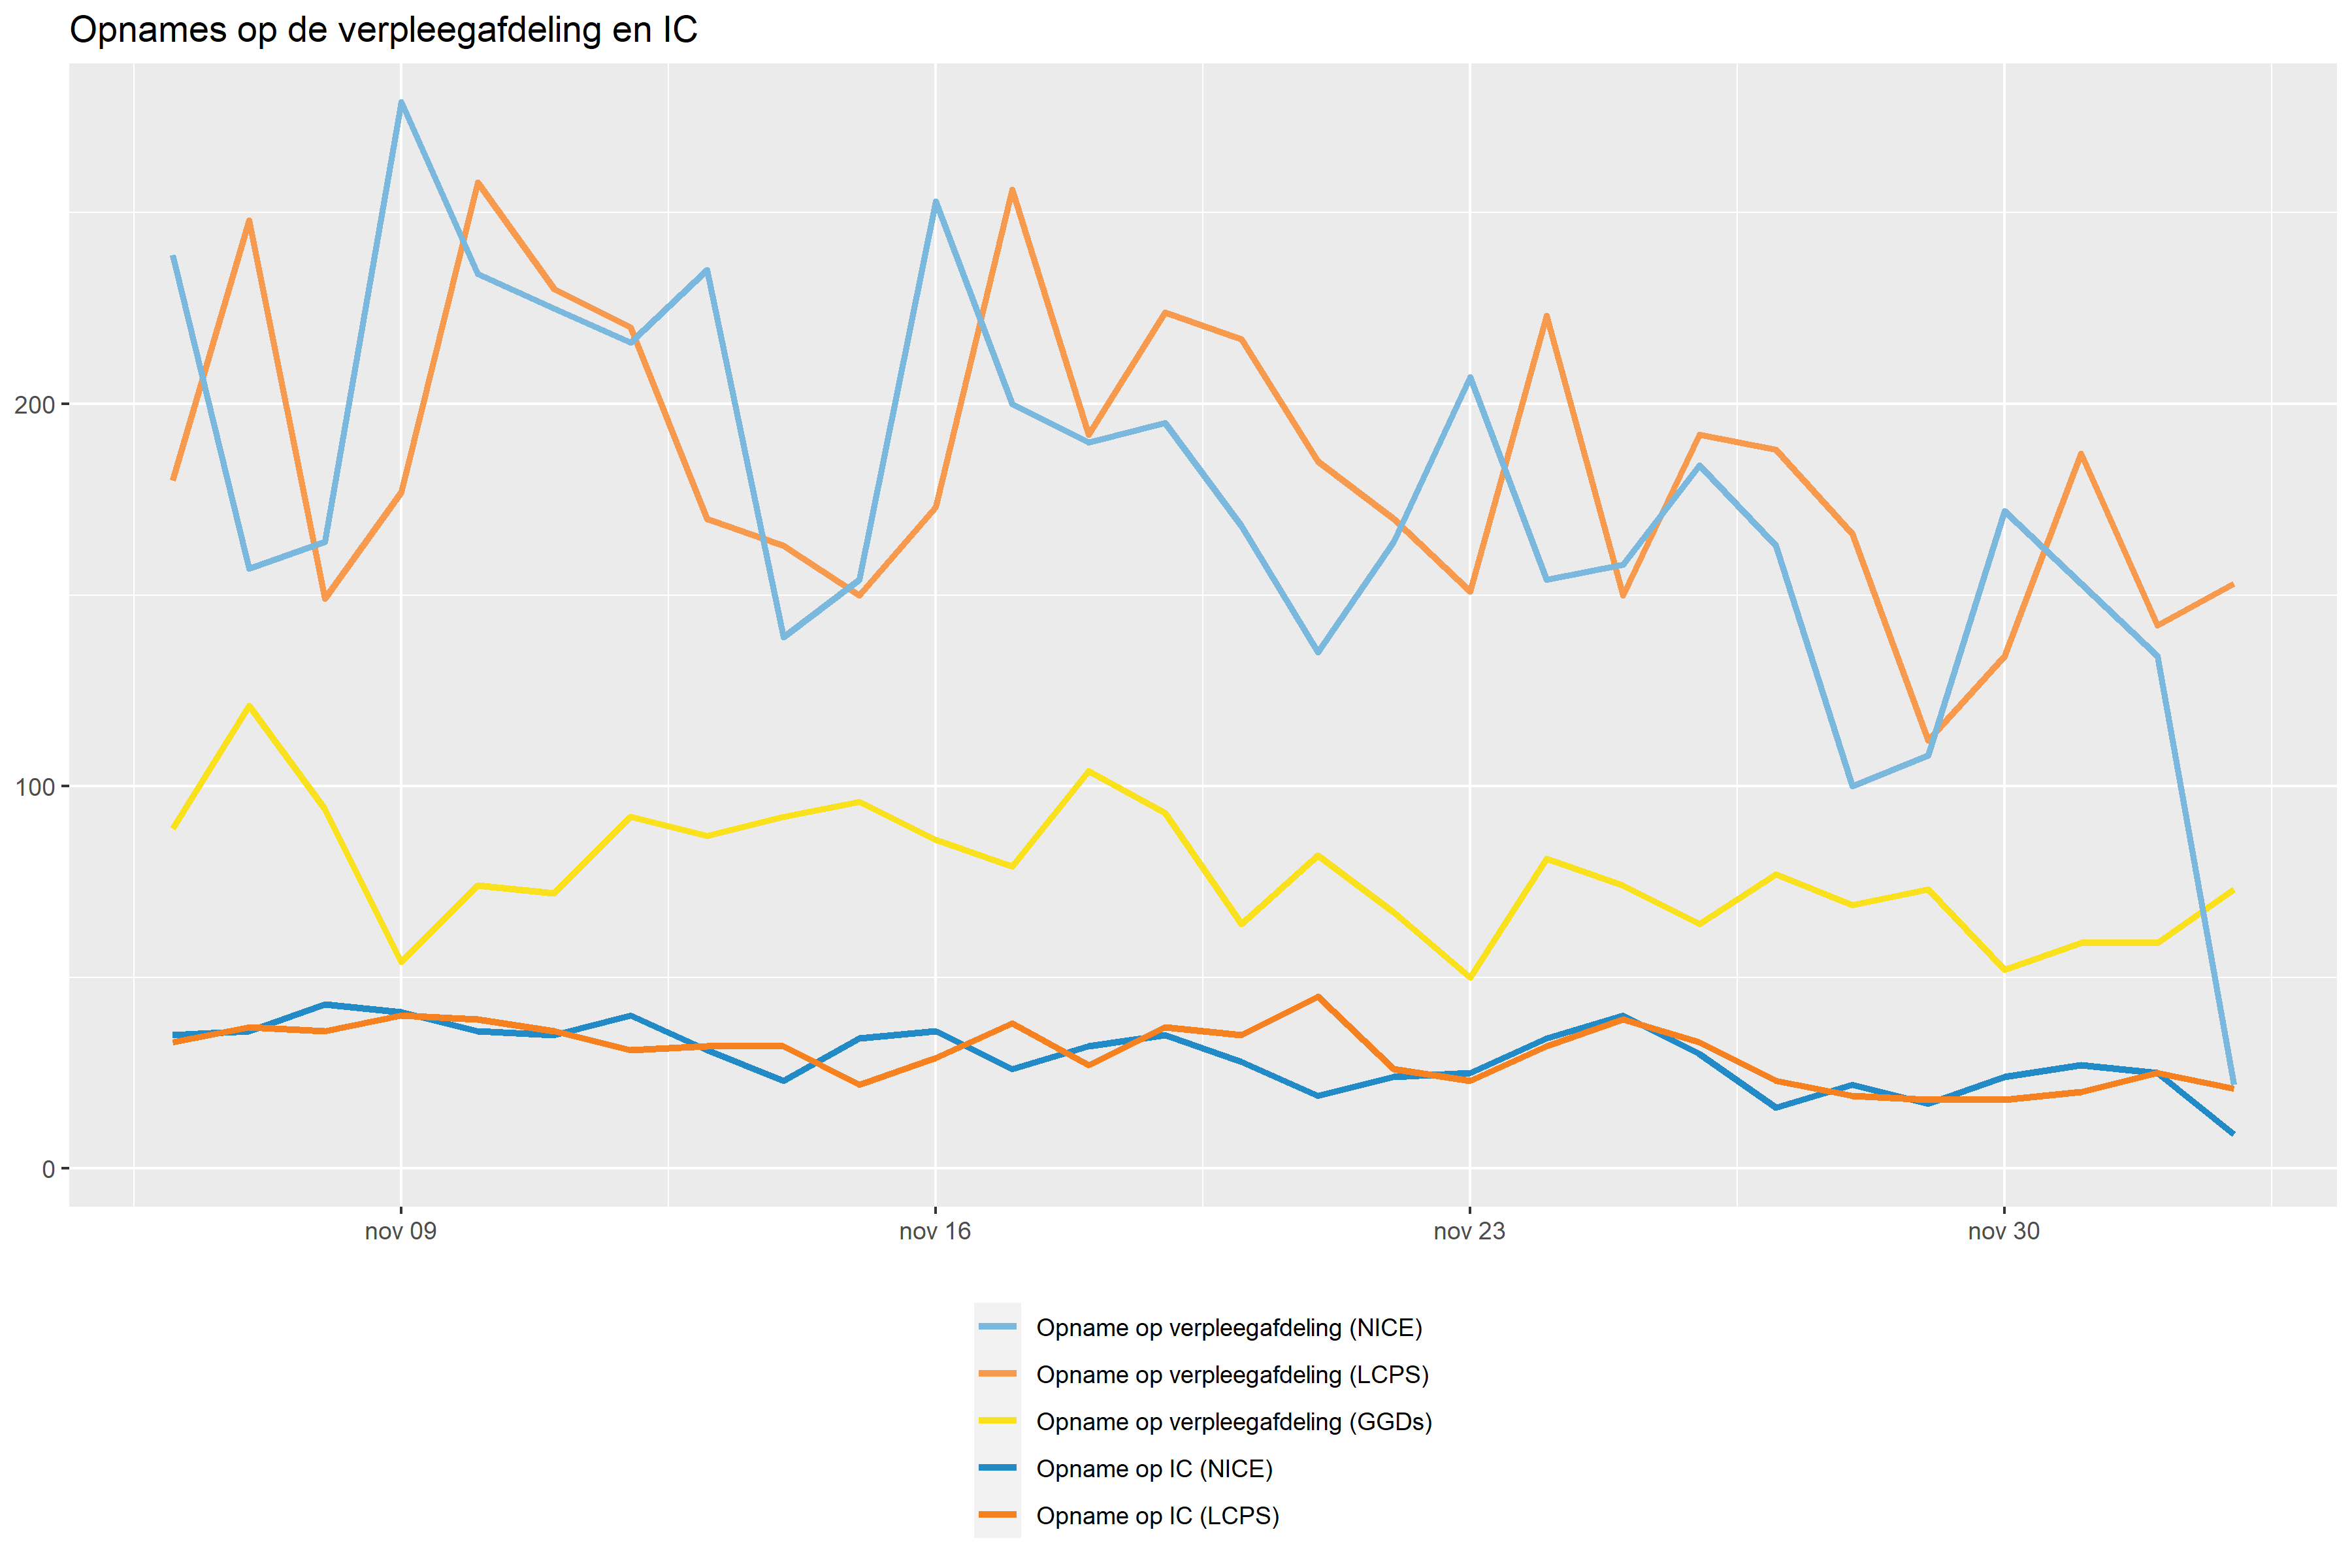 Opnames op de verpleegafdeling en IC
200
100
0
nov 09 nov 16 nov 23 nov 30
Opname op verpleegafdeling (NICE)
Opname op verpleegafdeling (LCPS)
Opname op verpleegafdeling (GGDs)
Opname op IC (NICE)
Opname op IC (LCPS)